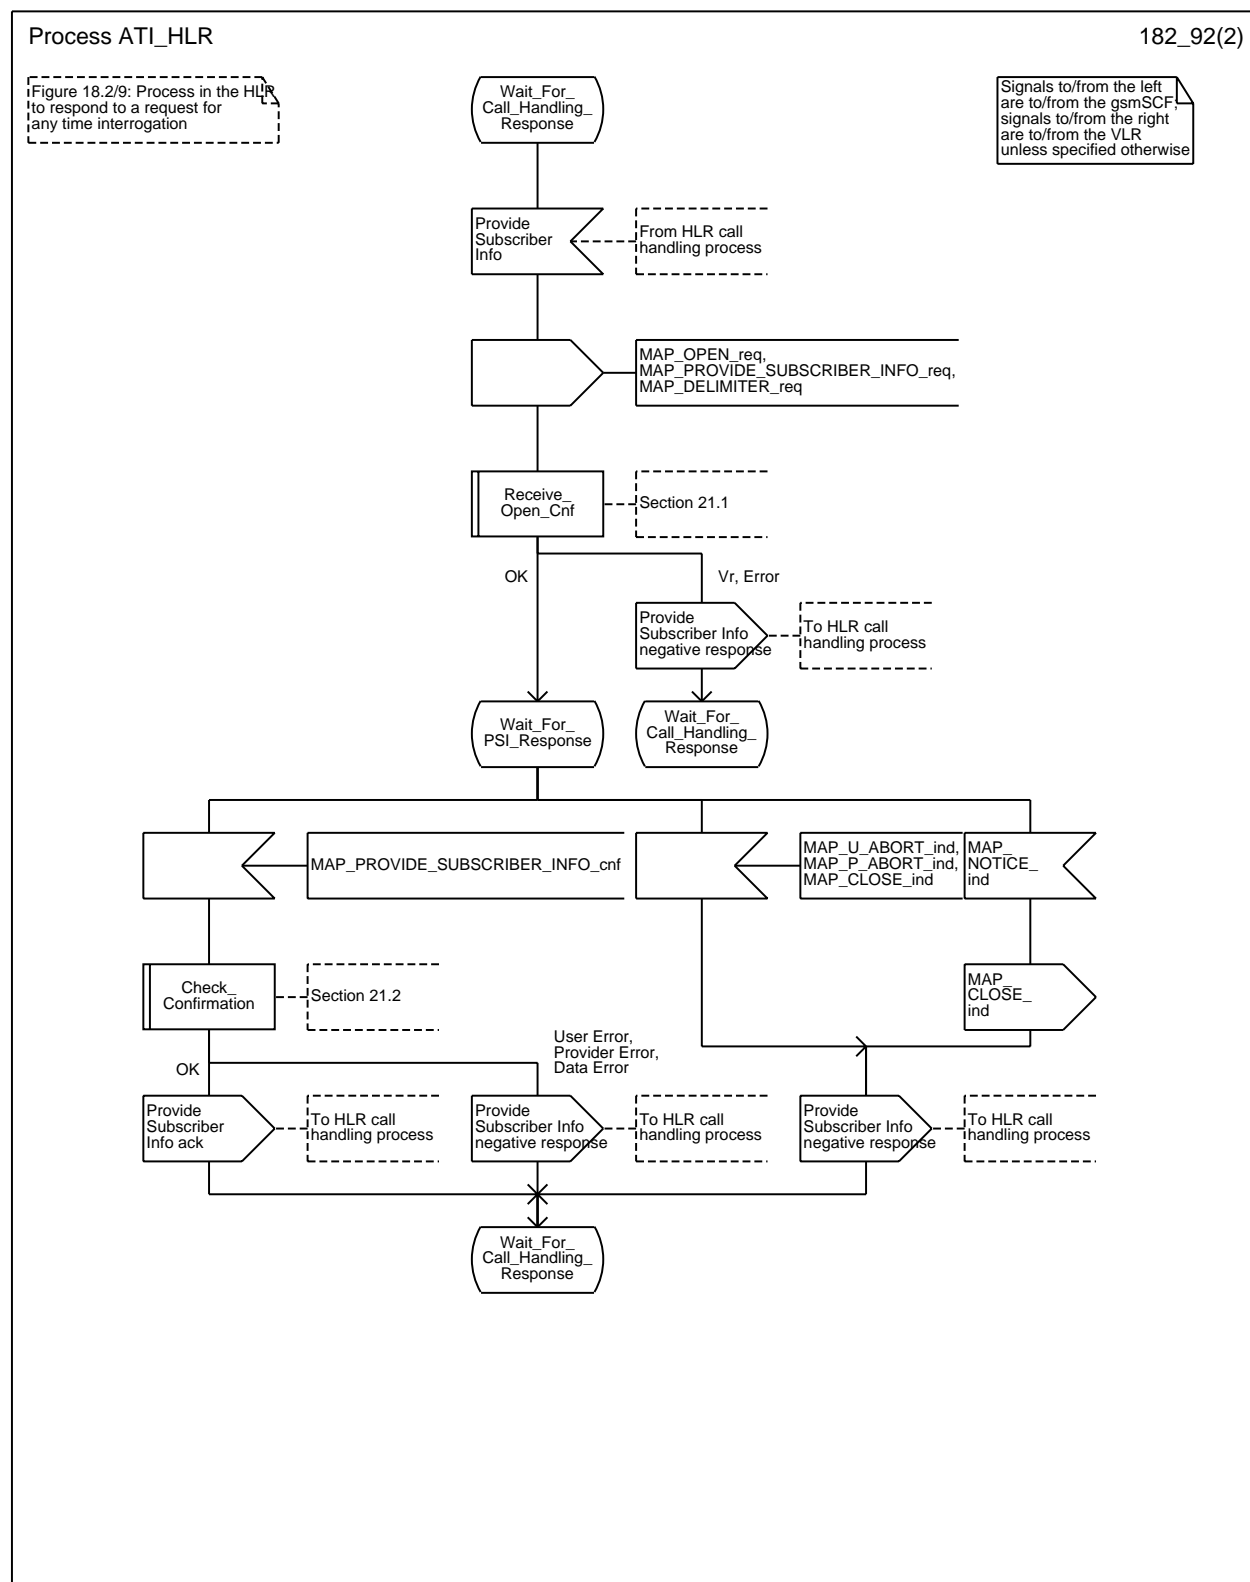 Process ATI_HLR
182_92(2)
Figure 18.2/9: Process in the HLR
to respond to a request for
any time interrogation
Wait_For_
Call_Handling_
Response
Signals to/from the left
are to/from the gsmSCF;
signals to/from the right
are to/from the VLR
unless specified otherwise
Provide
Subscriber
Info
From HLR call
handling process
MAP_OPEN_req,
MAP_PROVIDE_SUBSCRIBER_INFO_req,
MAP_DELIMITER_req
Receive_
Open_Cnf
Section 21.1
OK
Vr, Error
Provide
Subscriber Info
negative response
To HLR call
handling process
Wait_For_
PSI_Response
Wait_For_
Call_Handling_
Response
MAP_PROVIDE_SUBSCRIBER_INFO_cnf
MAP_U_ABORT_ind,
MAP_P_ABORT_ind,
MAP_CLOSE_ind
MAP_
NOTICE_
ind
Check_
Confirmation
Section 21.2
MAP_
CLOSE_
ind
OK
User Error,
Provider Error,
Data Error
Provide
Subscriber
Info ack
To HLR call
handling process
Provide
Subscriber Info
negative response
To HLR call
handling process
Provide
Subscriber Info
negative response
To HLR call
handling process
Wait_For_
Call_Handling_
Response